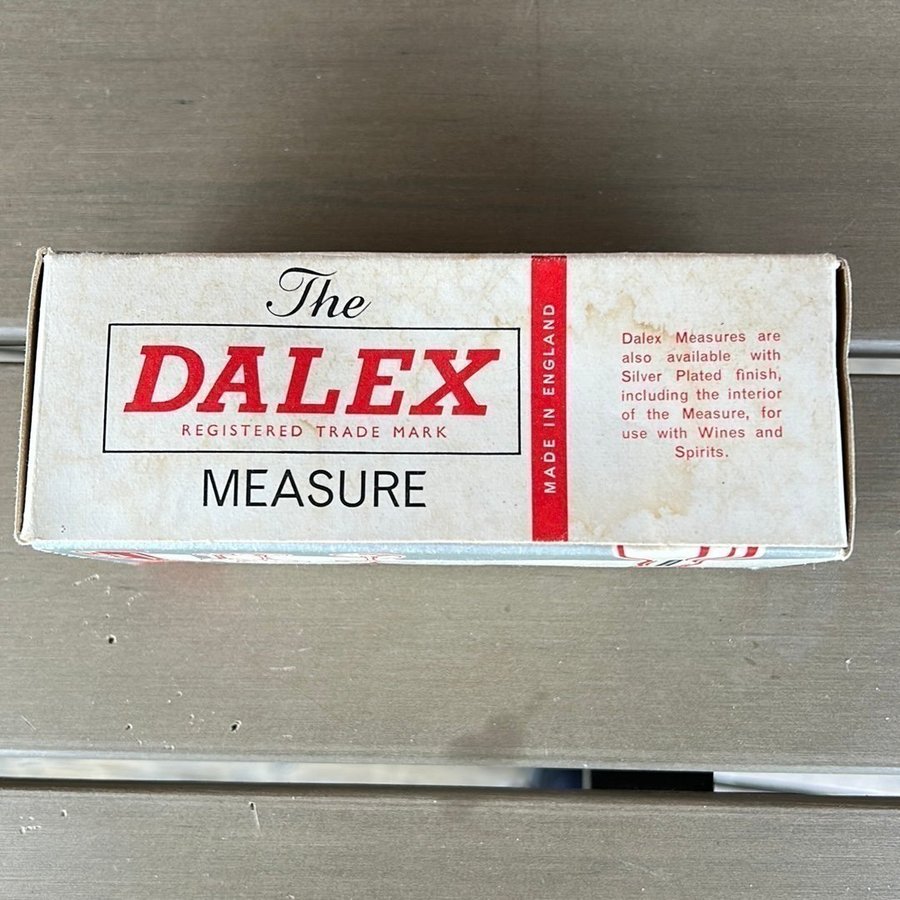 The
DALEX
REGISTERED TRADE MARK
MEASURE
MADE IN ENGLAND
Dalex Measures are
also available with
Silver Plated finish,
including the interior
of the Measure, for
use with Wines and
Spirits.